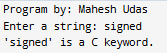 Program by: Mahesh Udas
Enter a string: signed
'signed' is a C keyword.